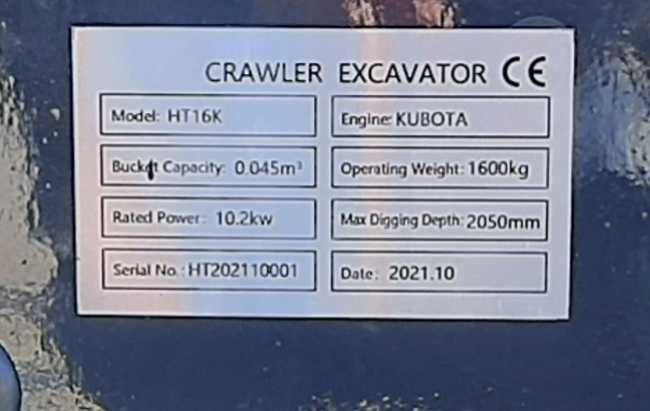 CRAWLER EXCAVATOR CE
Model: HT16K
Engine: KUBOTA
Bucket Capacity: 0.045m³
Operating Weight: 1600kg
Rated Power: 10.2kw
Max Digging Depth: 2050mm
Serial No.: HT202110001
Date: 2021.10